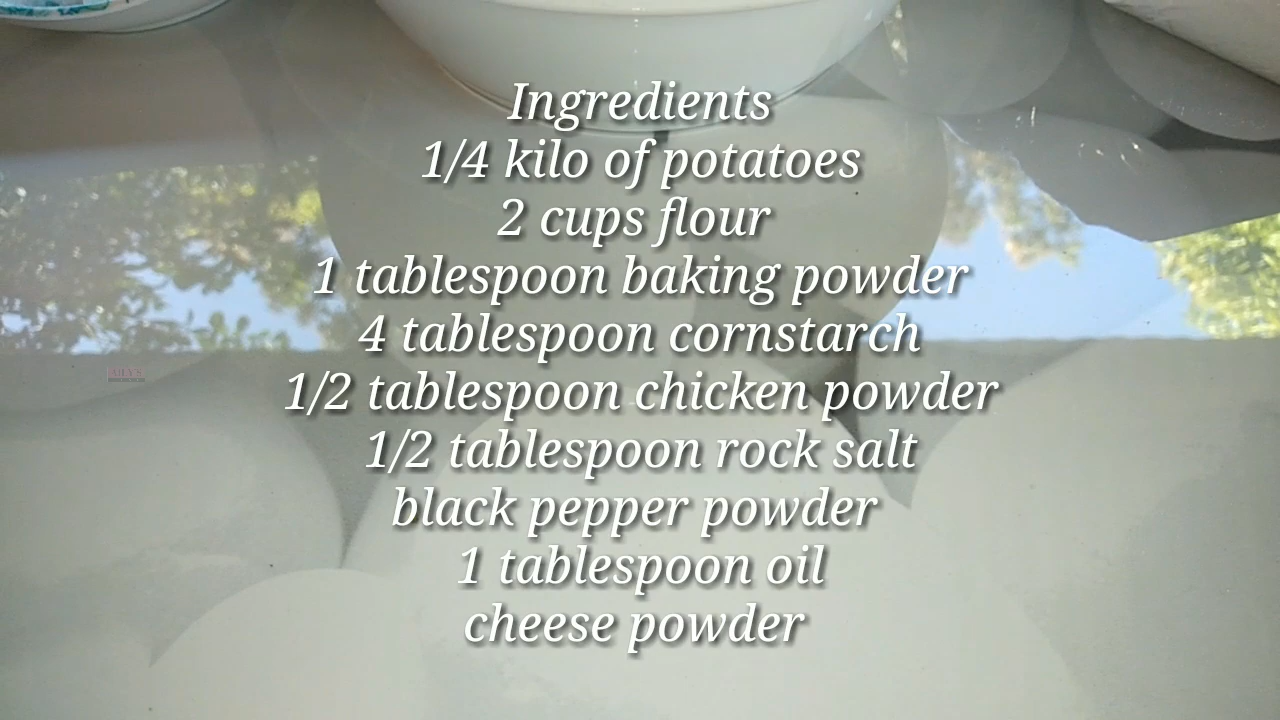 Ingredients
1/4 kilo of potatoes
2 cups flour
1 tablespoon baking powder
4 tablespoon cornstarch
1/2 tablespoon chicken powder
1/2 tablespoon rock salt
black pepper powder
1 tablespoon oil
cheese powder